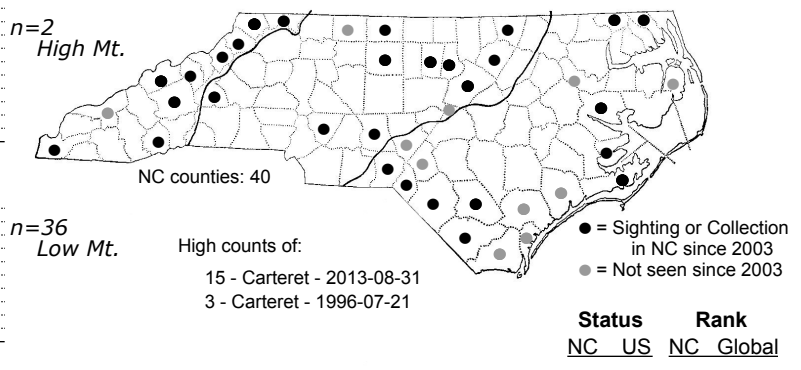 n=2
High Mt.
NC counties: 40
n=36
Low Mt.
High counts of:
15 - Carteret - 2013-08-31
3 - Carteret - 1996-07-21
● = Sighting or Collection
in NC since 2003
● = Not seen since 2003
Status Rank
NC US NC Global